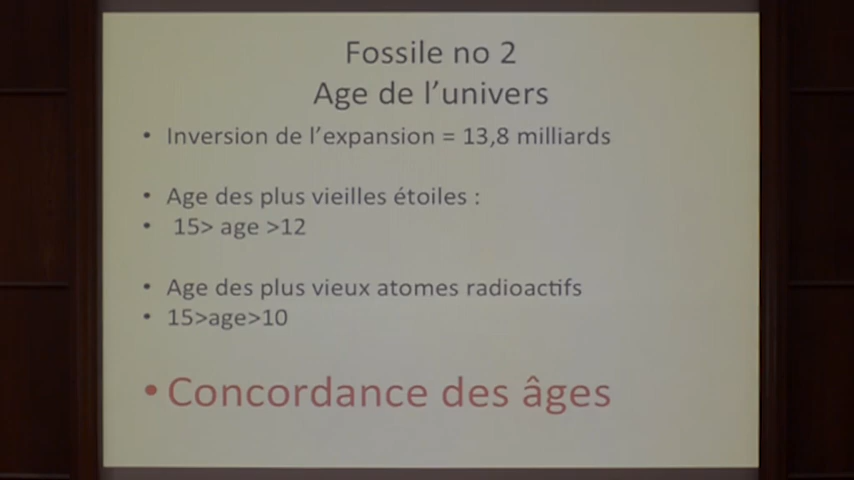 Fossile no 2
Age de l’univers
• Inversion de l’expansion = 13,8 milliards
• Age des plus vieilles étoiles :
• 15> age >12
• Age des plus vieux atomes radioactifs
• 15>age>10
• Concordance des âges